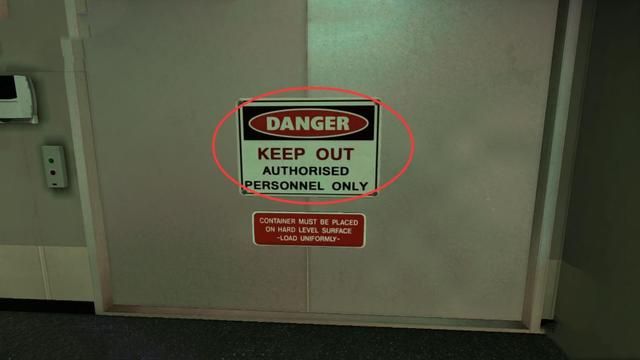 DANGER
KEEP OUT
AUTHORISED
PERSONNEL ONLY
CONTAINER MUST BE PLACED
ON HARD LEVEL SURFACE
-LOAD UNIFORMLY-